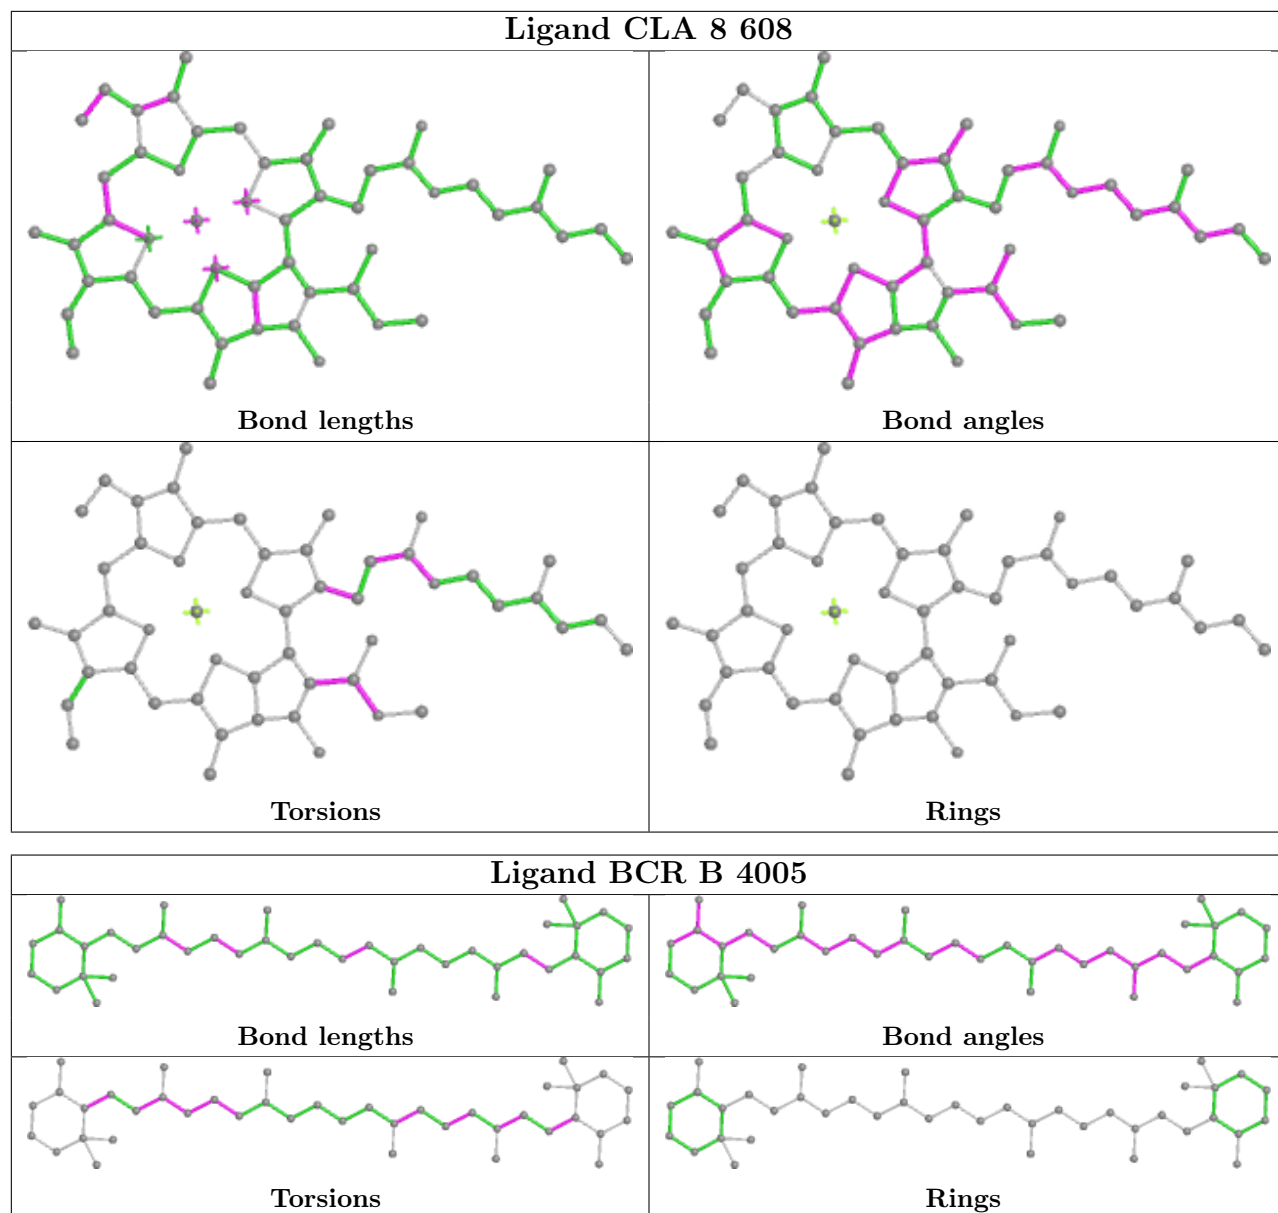 Ligand CLA 8 608
Bond lengths
Bond angles
Torsions
Rings
Ligand BCR B 4005
Bond lengths
Bond angles
Torsions
Rings